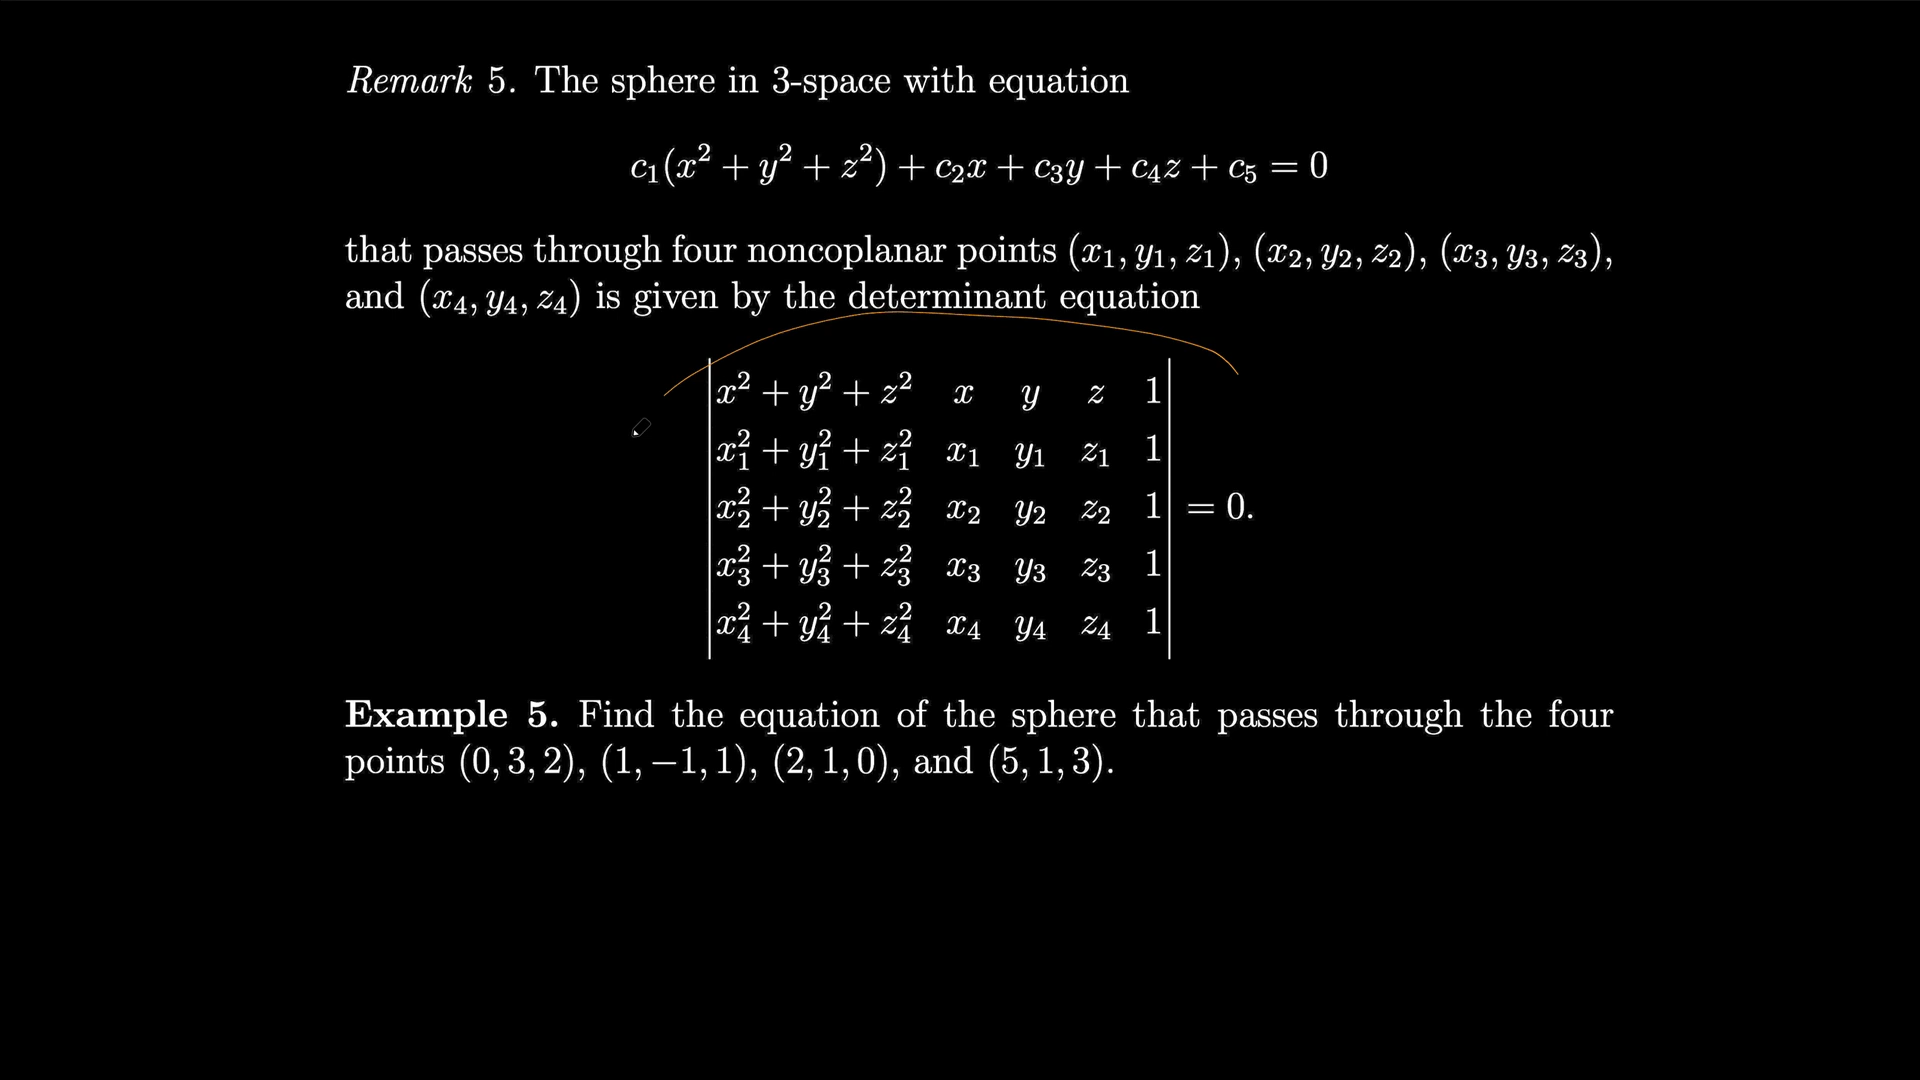 Remark 5. The sphere in 3-space with equation
c₁(x² + y² + z²) + c₂x + c₃y + c₄z + c₅ = 0
that passes through four noncoplanar points (x₁, y₁, z₁), (x₂, y₂, z₂), (x₃, y₃, z₃),
and (x₄, y₄, z₄) is given by the determinant equation
| x² + y² + z² x y z 1 |
| x₁² + y₁² + z₁² x₁ y₁ z₁ 1 |
| x₂² + y₂² + z₂² x₂ y₂ z₂ 1 | = 0.
| x₃² + y₃² + z₃² x₃ y₃ z₃ 1 |
| x₄² + y₄² + z₄² x₄ y₄ z₄ 1 |
Example 5. Find the equation of the sphere that passes through the four
points (0, 3, 2), (1, −1, 1), (2, 1, 0), and (5, 1, 3).